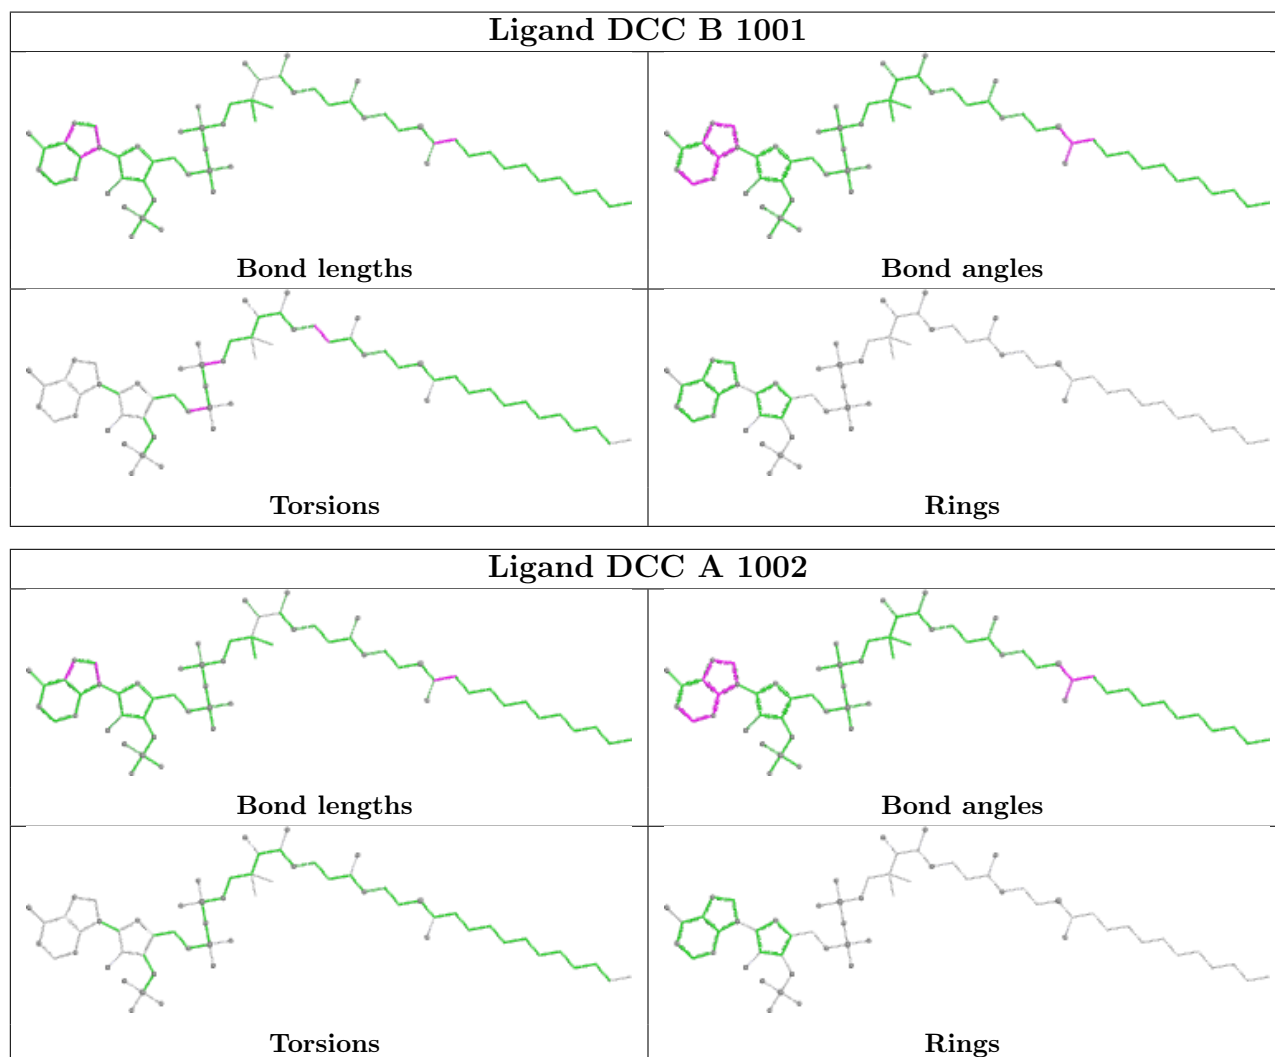 Ligand DCC B 1001
Bond lengths
Bond angles
Torsions
Rings
Ligand DCC A 1002
Bond lengths
Bond angles
Torsions
Rings